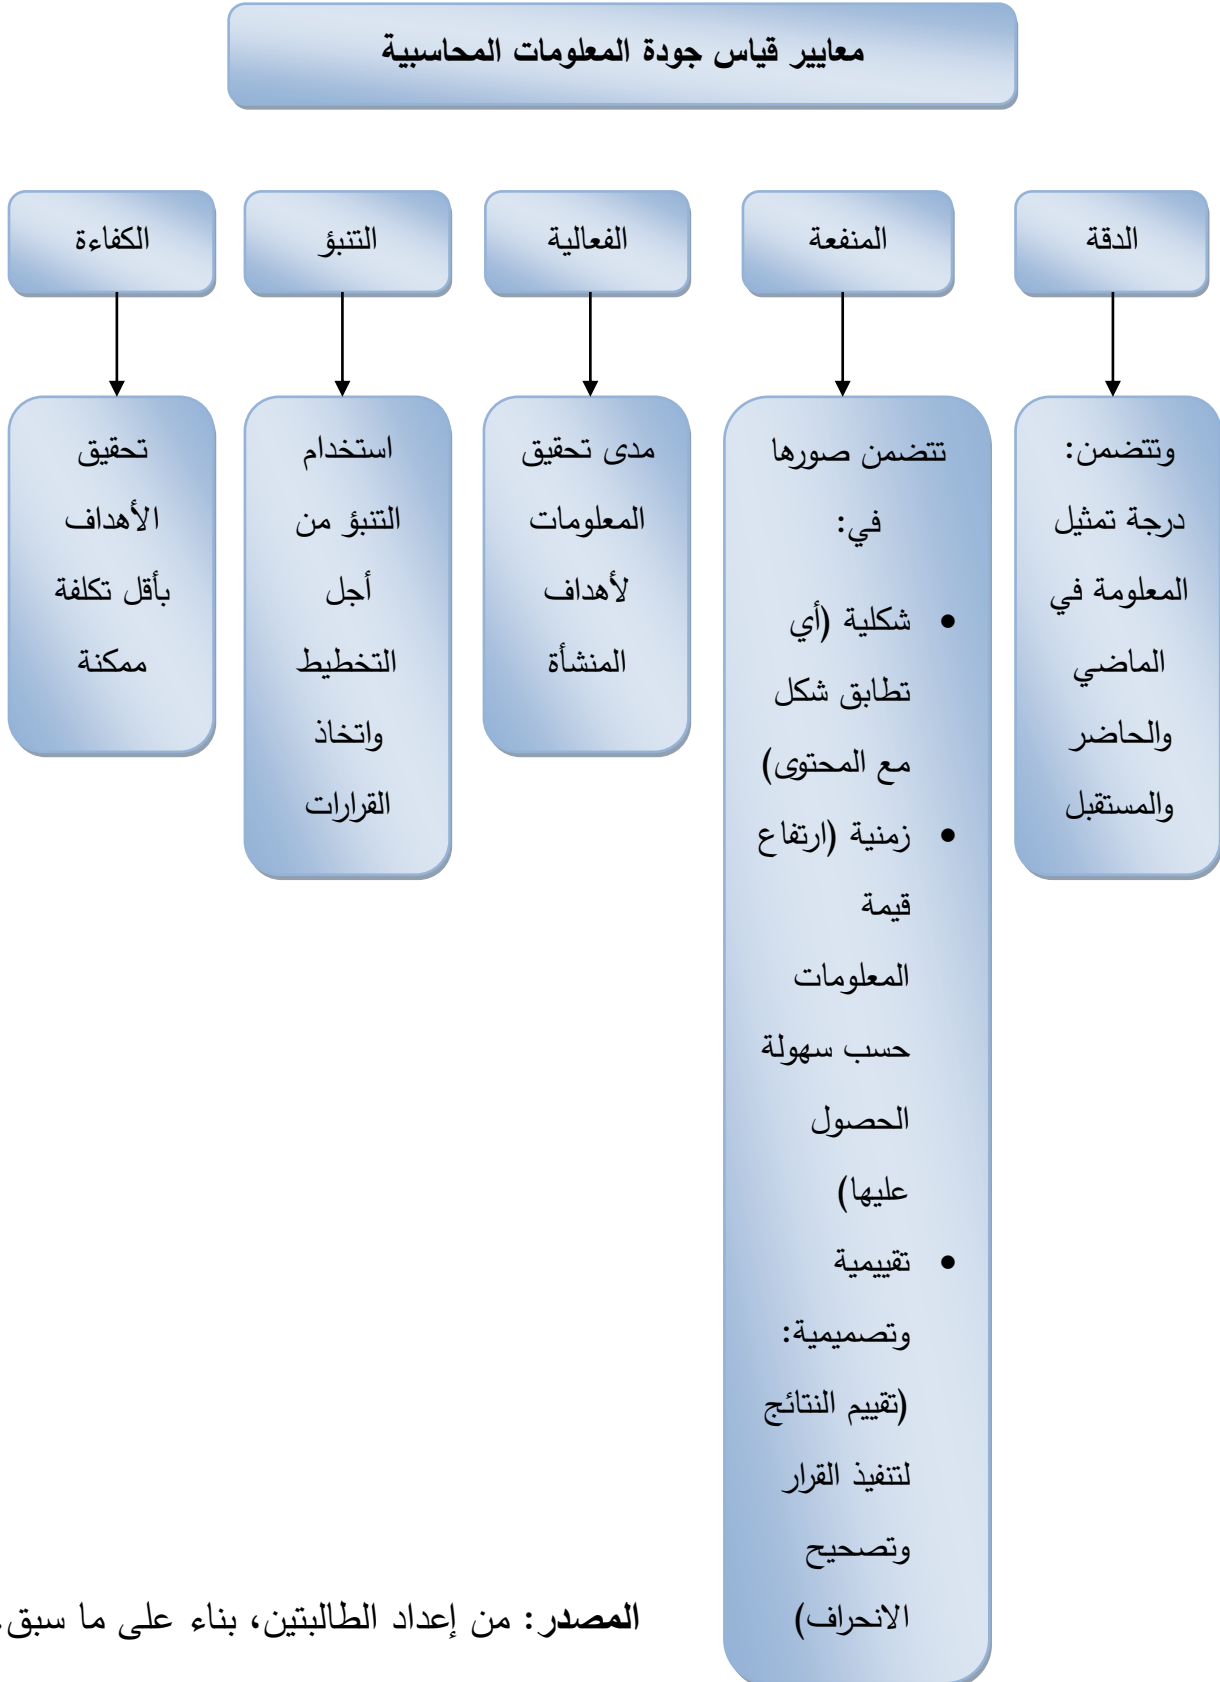 معايير قياس جودة المعلومات المحاسبية
الدقة
المنفعة
الفعالية
التنبؤ
الكفاءة
وتتضمن:
درجة تمثيل
المعلومة في
الماضي
والحاضر
والمستقبل
تتضمن صورها
في:
• شكلية (أي
تطابق شكل
مع المحتوى)
• زمنية (ارتفاع
قيمة
المعلومات
حسب سهولة
الحصول
عليها)
• تقييمية
وتصميمية:
(تقييم النتائج
لتنفيذ القرار
وتصحيح
الانحراف)
مدى تحقيق
المعلومات
لأهداف
المنشأة
استخدام
التنبؤ من
أجل
التخطيط
واتخاذ
القرارات
تحقيق
الأهداف
بأقل تكلفة
ممكنة
المصدر: من إعداد الطالبتين، بناء على ما سبق.